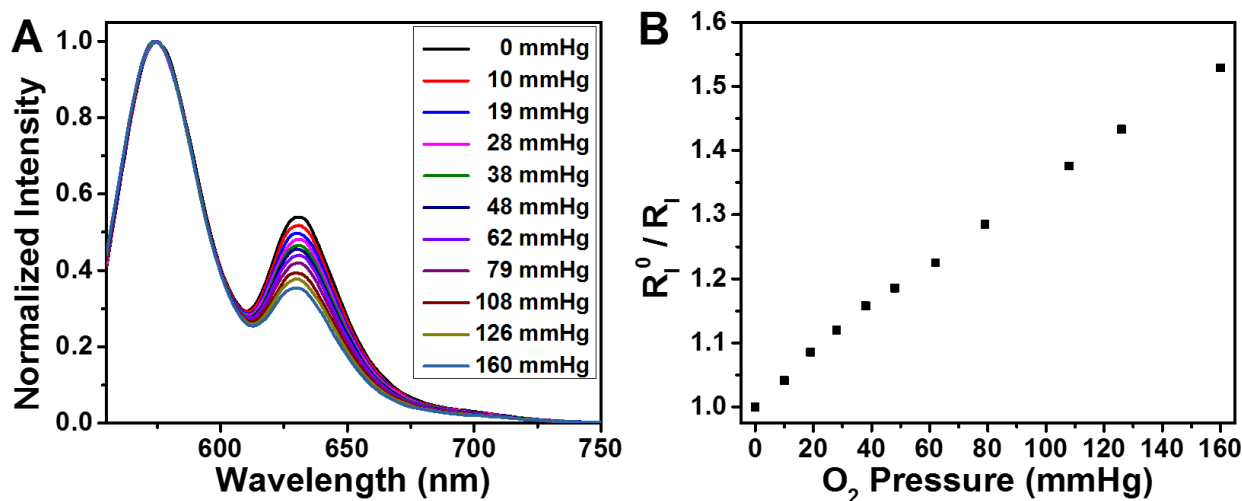 A
Normalized Intensity
1.0
0.8
0.6
0.4
0.2
0.0
0 mmHg
10 mmHg
19 mmHg
28 mmHg
38 mmHg
48 mmHg
62 mmHg
79 mmHg
108 mmHg
126 mmHg
160 mmHg
600 650 700 750
Wavelength (nm)
B
R_I^0 / R_I
1.6
1.5
1.4
1.3
1.2
1.1
1.0
0 20 40 60 80 100 120 140 160
O₂ Pressure (mmHg)